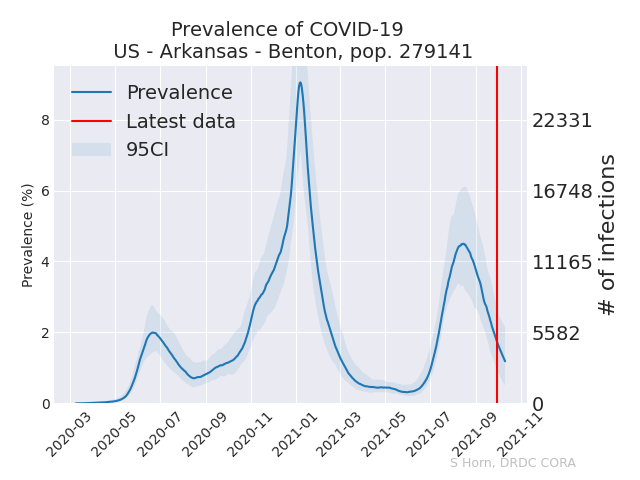 Prevalence of COVID-19
US - Arkansas - Benton, pop. 279141
Prevalence
Latest data
95CI
Prevalence (%)
8
6
4
2
0
22331
16748
11165
5582
0
# of infections
2020-03
2020-05
2020-07
2020-09
2020-11
2021-01
2021-03
2021-05
2021-07
2021-09
2021-11
S Horn, DRDC CORA